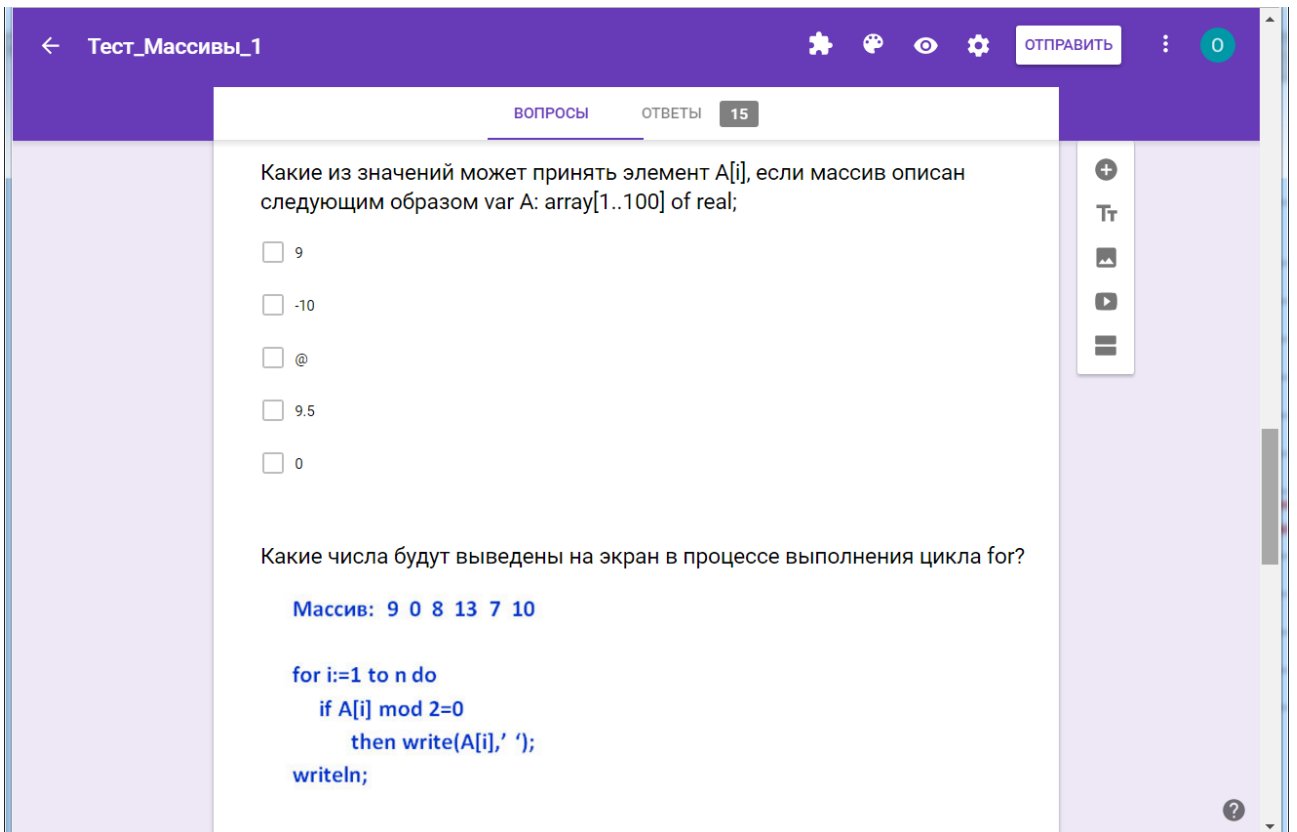 Тест_Массивы_1
ОТПРАВИТЬ
О
ВОПРОСЫ
ОТВЕТЫ 15
Какие из значений может принять элемент A[i], если массив описан
следующим образом var A: array[1..100] of real;
9
-10
@
9.5
0
Какие числа будут выведены на экран в процессе выполнения цикла for?
Массив: 9 0 8 13 7 10
for i:=1 to n do
if A[i] mod 2=0
then write(A[i],’ ‘);
writeln;
Tт
?